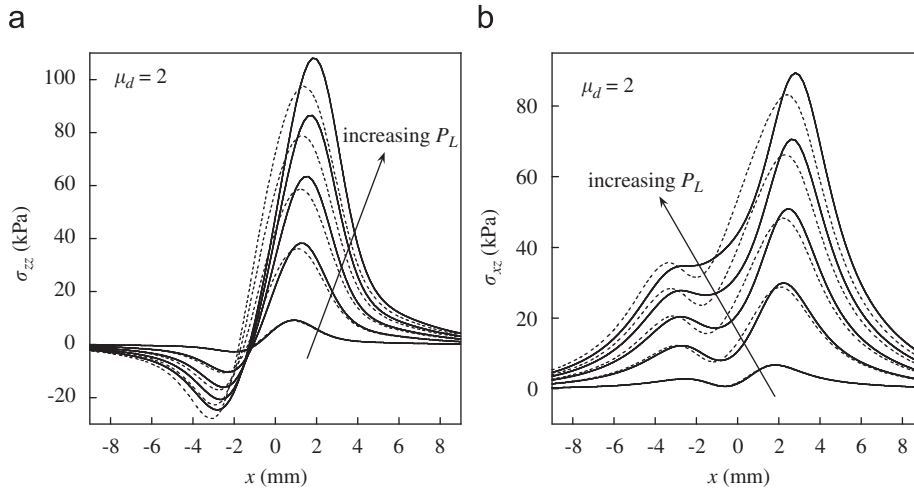 a
b
μd = 2
increasing PL
σzz (kPa)
100
80
60
40
20
0
-20
-8 -6 -4 -2 0 2 4 6 8
x (mm)
μd = 2
increasing PL
σxz (kPa)
80
60
40
20
0
-8 -6 -4 -2 0 2 4 6 8
x (mm)